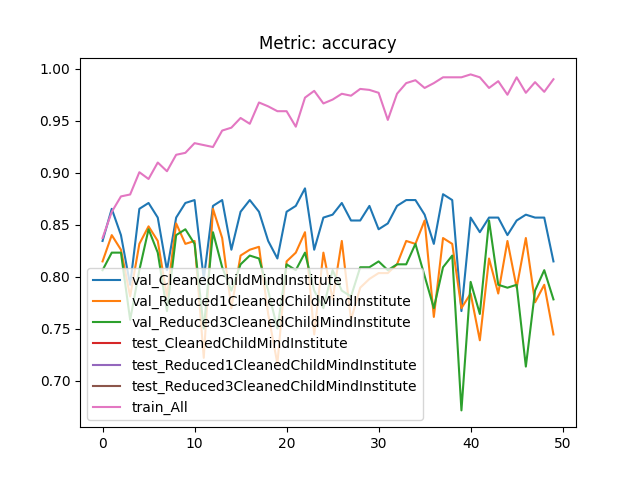 Metric: accuracy
1.00
0.95
0.90
0.85
0.80
0.75
0.70
val_CleanedChildMindInstitute
val_Reduced1CleanedChildMindInstitute
val_Reduced3CleanedChildMindInstitute
test_CleanedChildMindInstitute
test_Reduced1CleanedChildMindInstitute
test_Reduced3CleanedChildMindInstitute
train_All
0 10 20 30 40 50